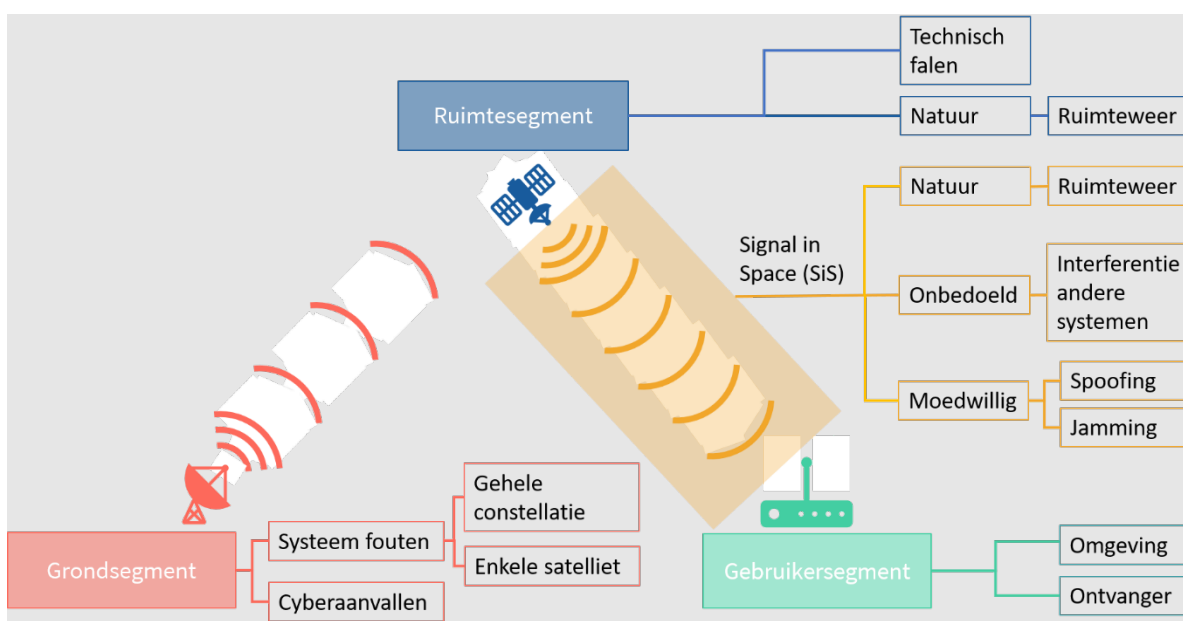 Technisch
falen
Ruimtesegment
Natuur
Ruimteweer
Natuur
Ruimteweer
Signal in
Space (SiS)
Onbedoeld
Interferentie
andere
systemen
Moedwillig
Spoofing
Jamming
Gehele
constellatie
Systeem fouten
Enkele satelliet
Grondsegment
Cyberaanvallen
Gebruikersegment
Omgeving
Ontvanger